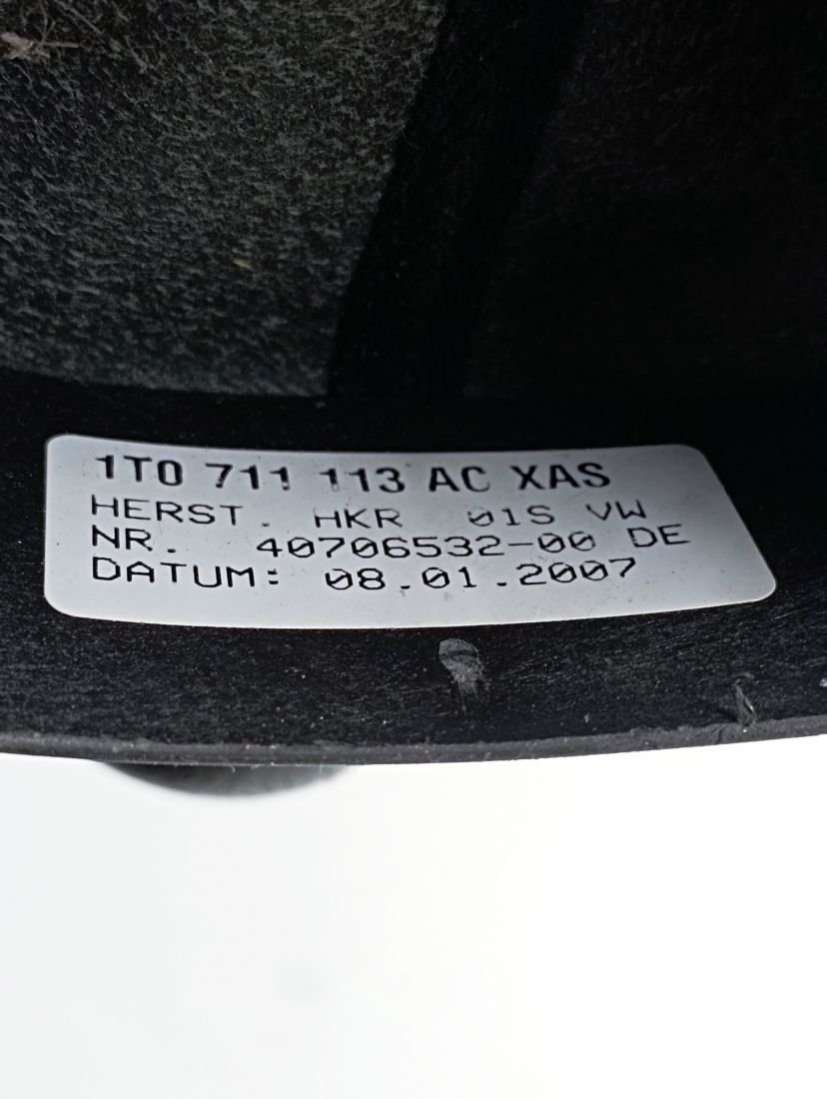 1T0 711 113 AC XAS
HERST. HKR 01S VW
NR. 40706532-00 DE
DATUM: 08.01.2007